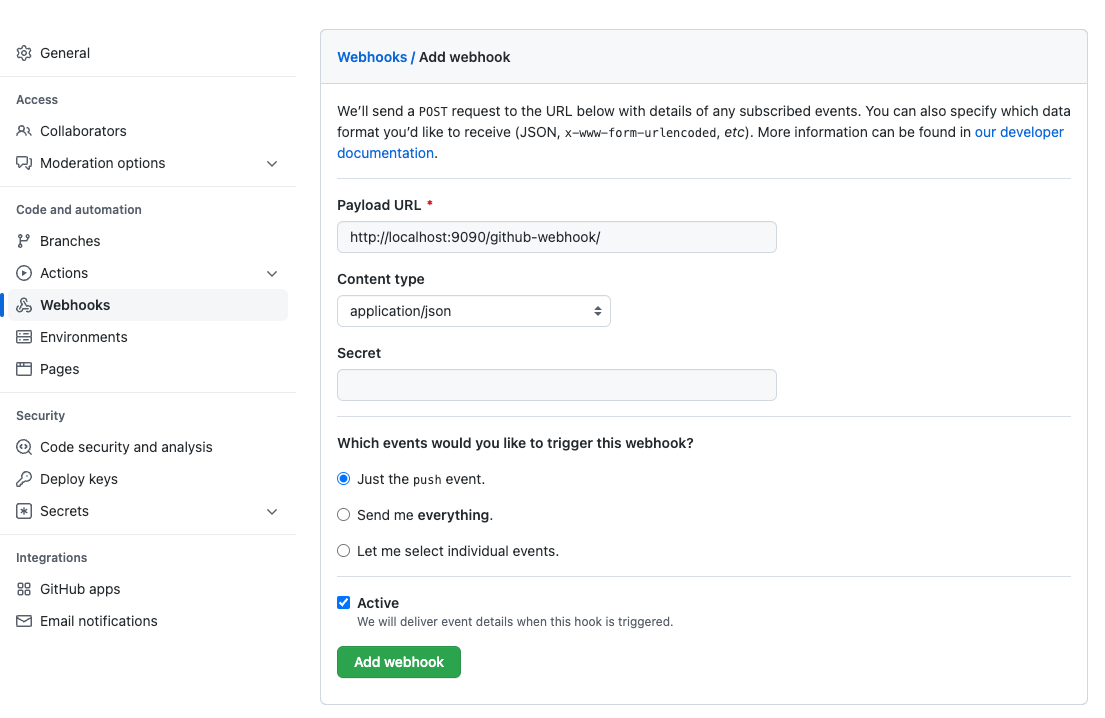 General
Access
Collaborators
Moderation options
Code and automation
Branches
Actions
Webhooks
Environments
Pages
Security
Code security and analysis
Deploy keys
Secrets
Integrations
GitHub apps
Email notifications
Webhooks / Add webhook
We’ll send a POST request to the URL below with details of any subscribed events. You can also specify which data
format you’d like to receive (JSON, x-www-form-urlencoded, etc). More information can be found in our developer
documentation.
Payload URL *
http://localhost:9090/github-webhook/
Content type
application/json
Secret
Which events would you like to trigger this webhook?
Just the push event.
Send me everything.
Let me select individual events.
Active
We will deliver event details when this hook is triggered.
Add webhook